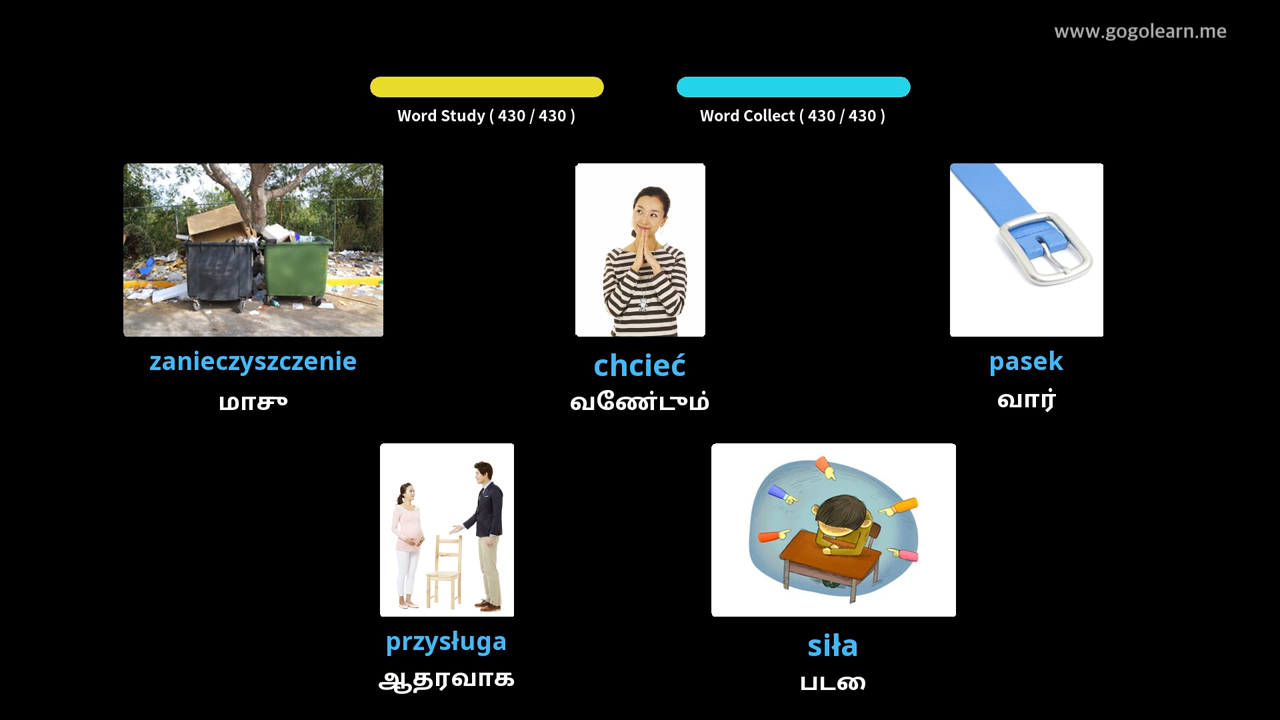 www.gogolearn.me
Word Study ( 430 / 430 )
Word Collect ( 430 / 430 )
zanieczyszczenie
மாசு
chcieć
வேண்டும்
pasek
வார்
przysługa
ஆதரவாக
siła
படை